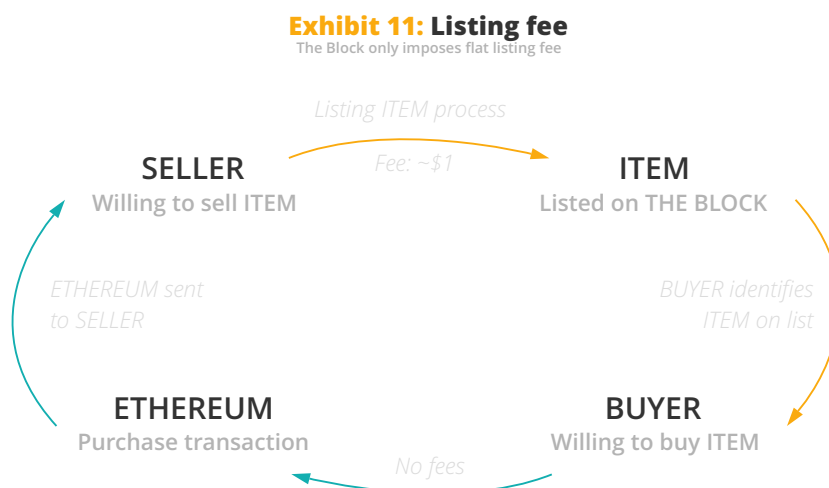 Exhibit 11: Listing fee
The Block only imposes flat listing fee
Listing ITEM process
Fee: ~$1
SELLER
Willing to sell ITEM
ITEM
Listed on THE BLOCK
ETHEREUM sent
to SELLER
BUYER identifies
ITEM on list
ETHEREUM
Purchase transaction
BUYER
Willing to buy ITEM
No fees